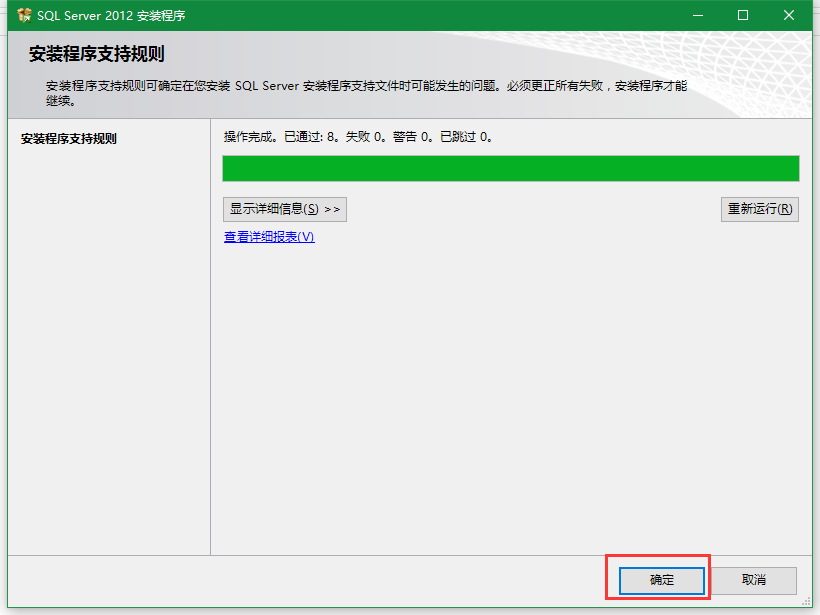 SQL Server 2012 安装程序
安装程序支持规则
安装程序支持规则可确定在您安装 SQL Server 安装程序支持文件时可能发生的问题。必须更正所有失败，安装程序才能
继续。
安装程序支持规则
操作完成。已通过: 8。失败 0。警告 0。已跳过 0。
显示详细信息(S) >>
重新运行(R)
查看详细报表(V)
确定
取消